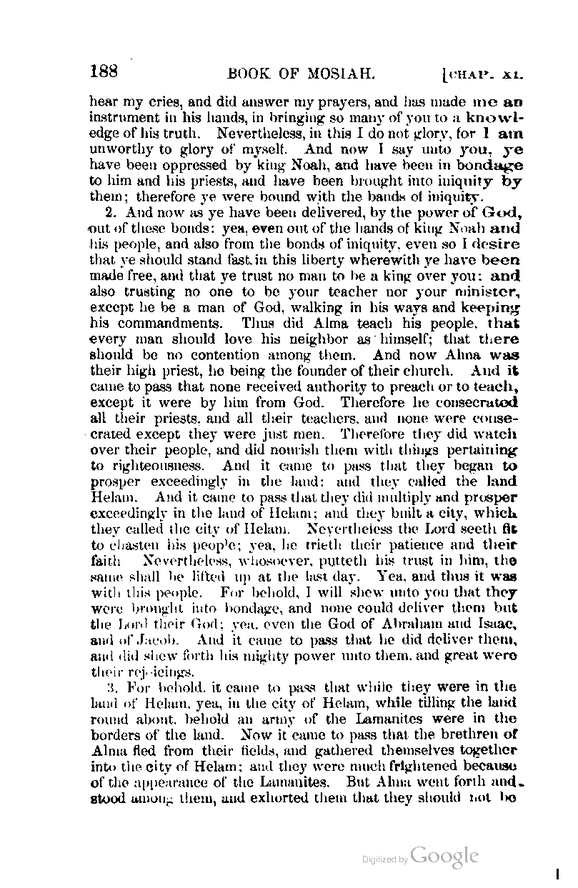 188 BOOK OF MOSIAH. [CHAP. XI.
hear my cries, and did answer my prayers, and has made me an
instrument in his hands, in bringing so many of you to a knowl-
edge of his truth. Nevertheless, in this I do not glory, for I am
unworthy to glory of myself. And now I say unto you, ye
have been oppressed by king Noah, and have been in bondage
to him and his priests, and have been brought into iniquity by
them; therefore ye were bound with the bands of iniquity.
2. And now as ye have been delivered, by the power of God,
out of these bonds: yea, even out of the hands of king Noah and
his people, and also from the bonds of iniquity, even so I desire
that ye should stand fast in this liberty wherewith ye have been
made free, and that ye trust no man to be a king over you: and
also trusting no one to be your teacher nor your minister,
except he be a man of God, walking in his ways and keeping
his commandments. Thus did Alma teach his people, that
every man should love his neighbor as himself; that there
should be no contention among them. And now Alma was
their high priest, he being the founder of their church. And it
came to pass that none received authority to preach or to teach,
except it were by him from God. Therefore he consecrated
all their priests, and all their teachers, and none were conse-
crated except they were just men. Therefore they did watch
over their people, and did nourish them with things pertaining
to righteousness. And it came to pass that they began to
prosper exceedingly in the land; and they called the land
Helam. And it came to pass that they did multiply and prosper
exceedingly in the land of Helam; and they built a city, which
they called the city of Helam. Nevertheless the Lord seeth fit
to chasten his people; yea, he trieth their patience and their
faith Nevertheless, whosoever, putteth his trust in him, the
same shall be lifted up at the last day. Yea, and thus it was
with this people. For behold, I will shew unto you that they
were brought into bondage, and none could deliver them but
the Lord their God; yea, even the God of Abraham and Isaac,
and of Jacob. And it came to pass that he did deliver them,
and did shew forth his mighty power unto them, and great were
their rejoicings.
3. For behold, it came to pass that while they were in the
land of Helam, yea, in the city of Helam, while tilling the land
round about, behold an army of the Lamanites were in the
borders of the land. Now it came to pass that the brethren of
Alma fled from their fields, and gathered themselves together
into the city of Helam; and they were much frightened because
of the appearance of the Lamanites. But Alma went forth and
stood among them, and exhorted them that they should not be
Digitized by Google